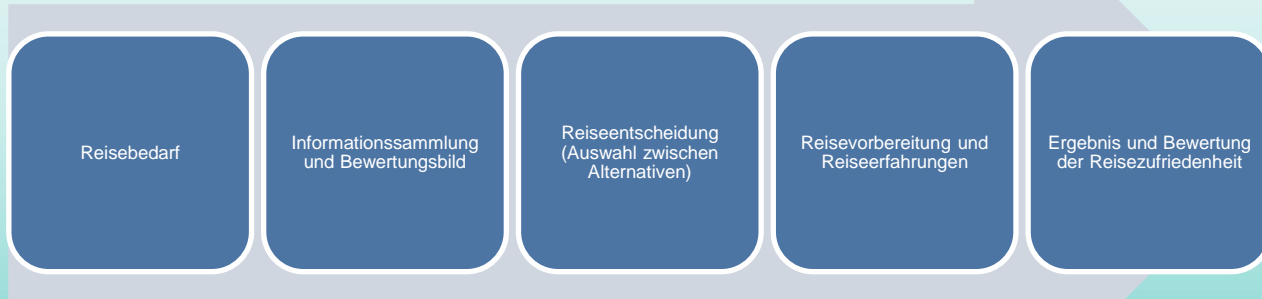 Reisebedarf
Informationssammlung
und Bewertungsbild
Reiseentscheidung
(Auswahl zwischen
Alternativen)
Reisevorbereitung und
Reiseerfahrungen
Ergebnis und Bewertung
der Reisezufriedenheit